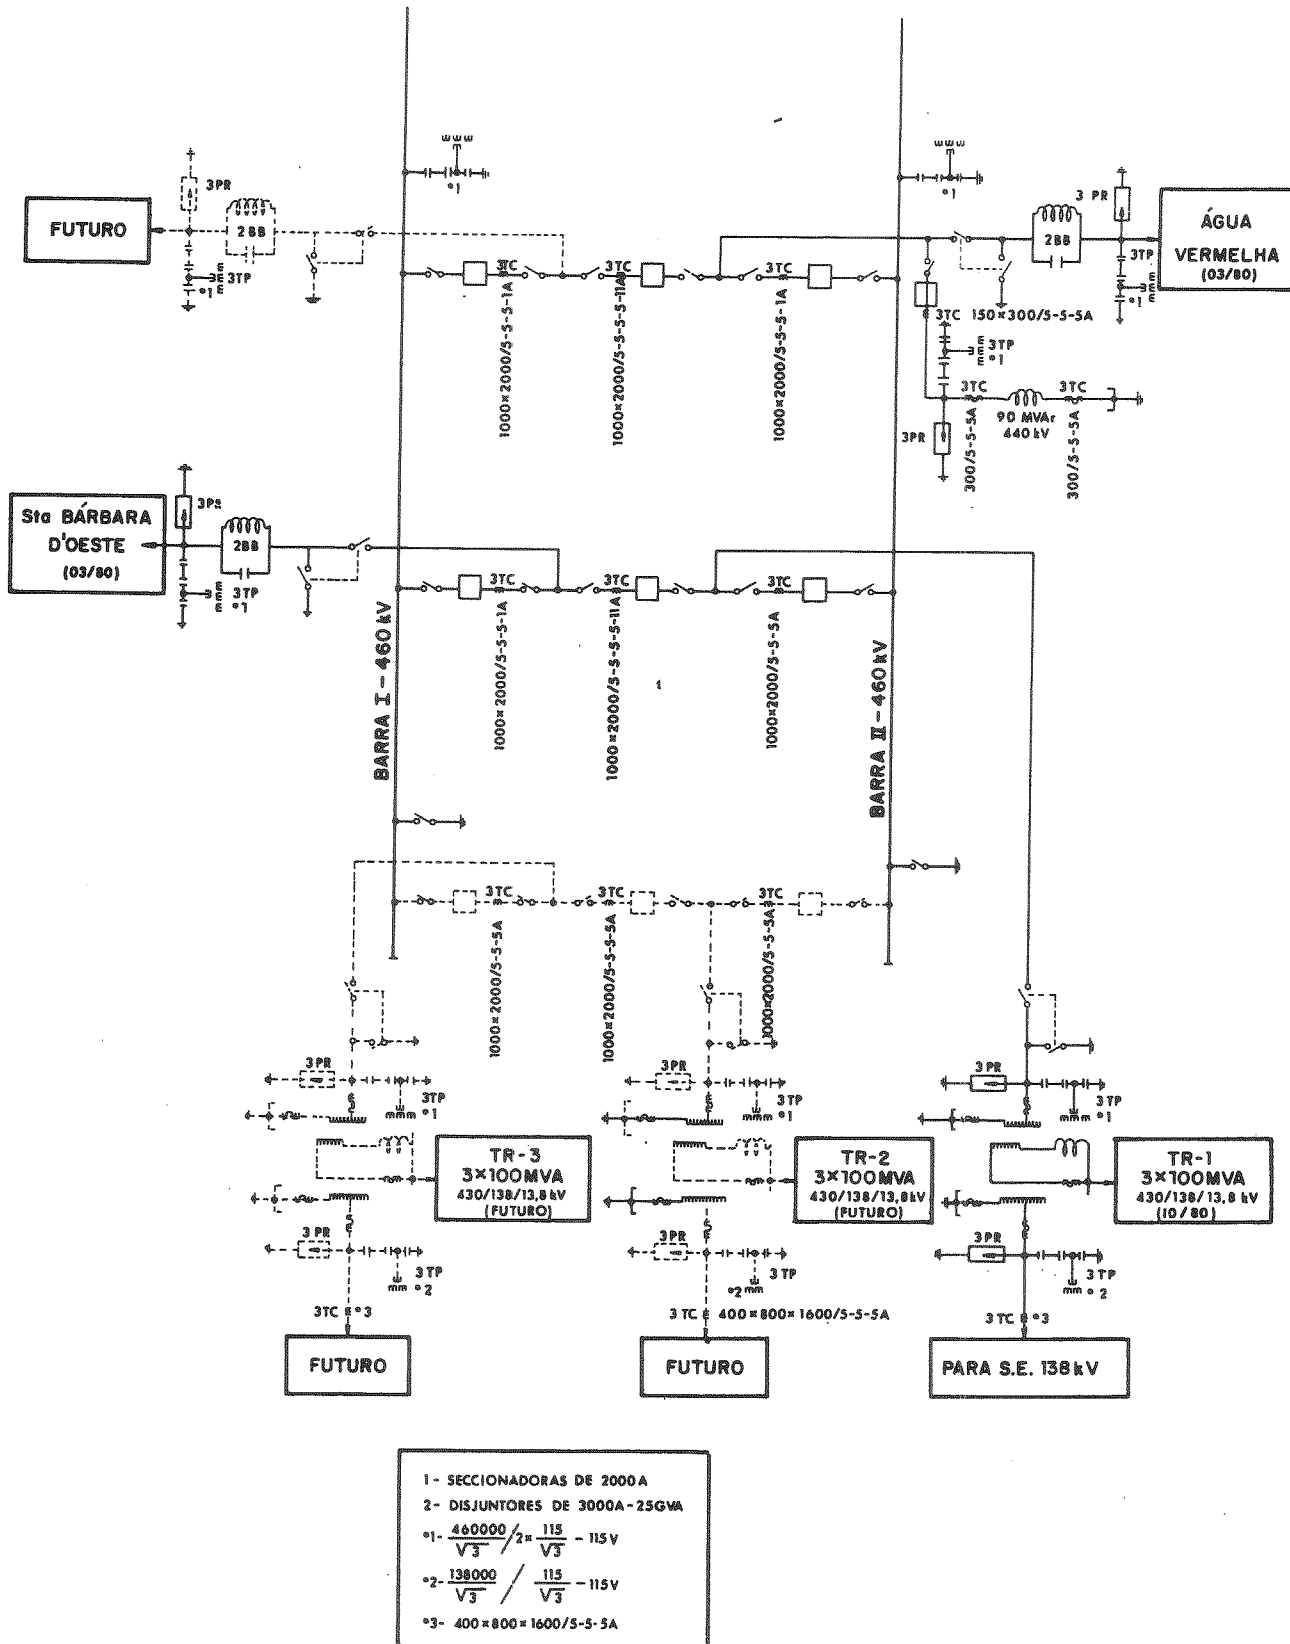 3PR
FUTURO
2BB
3TP
*1
*1
*1
3 PR
2BB
3TP
*1
ÁGUA
VERMELHA
(03/80)
3TC
3TC
3TC
1000×2000/5-5-5-1A
1000×2000/5-5-5-5-11A
1000×2000/5-5-5-1A
3TC 150×300/5-5-5A
3TP
*1
3TC
3TC
90 MVAr
440 kV
3PR
300/5-5-5A
300/5-5-5A
Sta BÁRBARA
D'OESTE
(03/80)
2BB
3TP
*1
3TC
3TC
3TC
1000×2000/5-5-5-1A
1000×2000/5-5-5-5-11A
1000×2000/5-5-5A
BARRA I - 460 kV
BARRA II - 460 kV
3TC
3TC
3TC
1000×2000/5-5-5A
1000×2000/5-5-5-5A
1000×2000/5-5-5A
3PR
3TP
*1
3PR
3TP
*1
3PR
3TP
*1
TR-3
3×100MVA
430/138/13,8 kV
(FUTURO)
TR-2
3×100MVA
430/138/13,8kV
(FUTURO)
TR-1
3×100MVA
430/138/13,8 kV
(10/80)
3PR
3TP
*2
3PR
3TP
*2
3PR
3TP
*2
3TC *3
3TC 400×800×1600/5-5-5A
3TC *3
FUTURO
FUTURO
PARA S.E. 138kV
1- SECCIONADORAS DE 2000A
2- DISJUNTORES DE 3000A-25GVA
*1- 460000/√3 / 2× 115/√3 - 115V
*2- 138000/√3 / 115/√3 - 115V
*3- 400×800×1600/5-5-5A